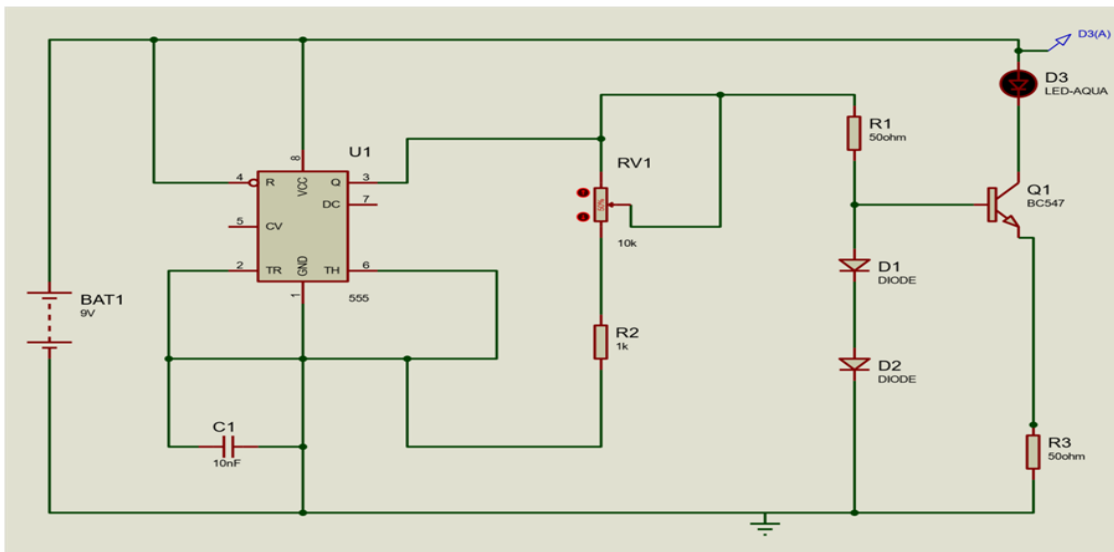 D3(A)
D3
LED-AQUA
R1
50ohm
U1
8
4
R
VCC
Q
3
DC
7
5
CV
2
TR
GND
TH
6
1
555
RV1
50%
10k
Q1
BC547
D1
DIODE
BAT1
9V
R2
1k
D2
DIODE
C1
10nF
R3
50ohm